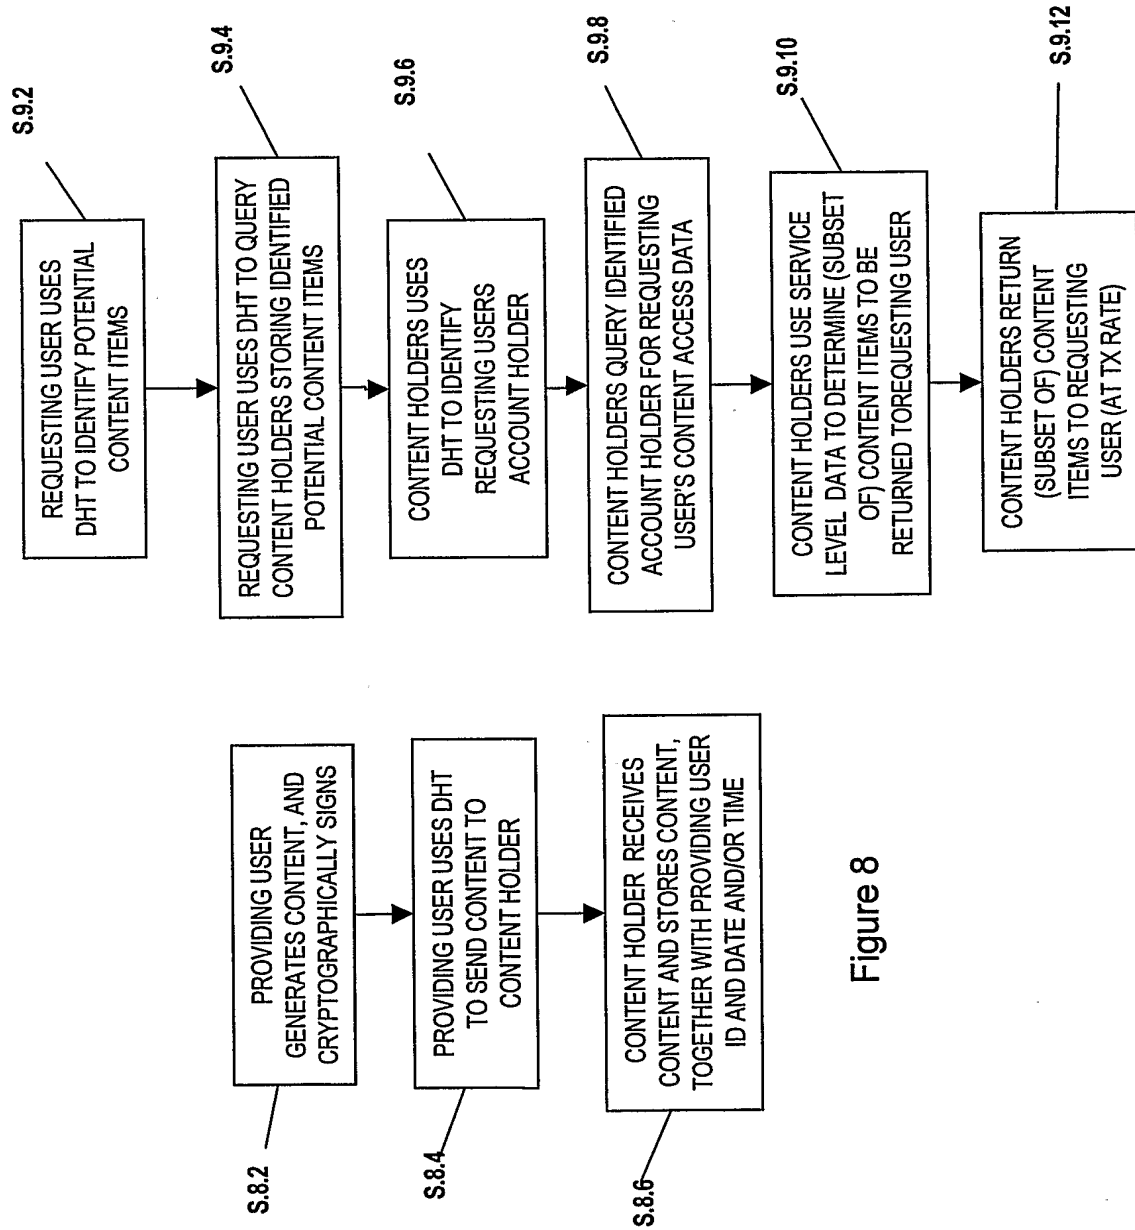 S.8.2
PROVIDING USER
GENERATES CONTENT, AND
CRYPTOGRAPHICALLY SIGNS
S.8.4
PROVIDING USER USES DHT
TO SEND CONTENT TO
CONTENT HOLDER
S.8.6
CONTENT HOLDER RECEIVES
CONTENT AND STORES CONTENT,
TOGETHER WITH PROVIDING USER
ID AND DATE AND/OR TIME
Figure 8
S.9.2
REQUESTING USER USES
DHT TO IDENTIFY POTENTIAL
CONTENT ITEMS
S.9.4
REQUESTING USER USES DHT TO QUERY
CONTENT HOLDERS STORING IDENTIFIED
POTENTIAL CONTENT ITEMS
S.9.6
CONTENT HOLDERS USES
DHT TO IDENTIFY
REQUESTING USERS
ACCOUNT HOLDER
S.9.8
CONTENT HOLDERS QUERY IDENTIFIED
ACCOUNT HOLDER FOR REQUESTING
USER'S CONTENT ACCESS DATA
S.9.10
CONTENT HOLDERS USE SERVICE
LEVEL DATA TO DETERMINE (SUBSET
OF) CONTENT ITEMS TO BE
RETURNED TOREQUESTING USER
S.9.12
CONTENT HOLDERS RETURN
(SUBSET OF) CONTENT
ITEMS TO REQUESTING
USER (AT TX RATE)